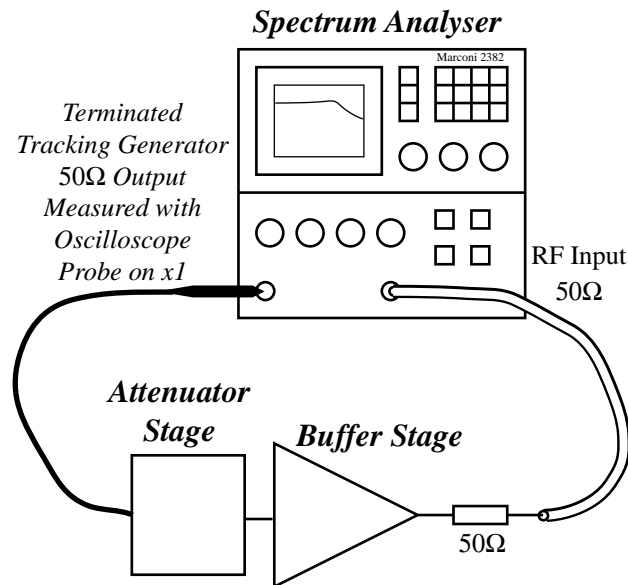 Spectrum Analyser
Marconi 2382
Terminated
Tracking Generator
50Ω Output
Measured with
Oscilloscope
Probe on x1
RF Input
50Ω
Attenuator
Stage
Buffer Stage
50Ω